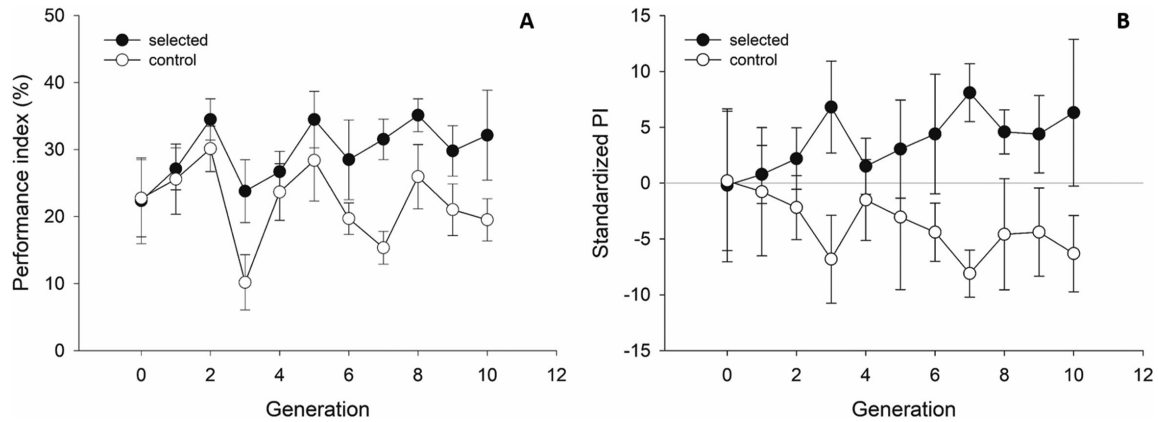 A
selected
control
Performance index (%)
50
40
30
20
10
0
0 2 4 6 8 10 12
Generation
B
selected
control
Standardized PI
15
10
5
0
-5
-10
-15
0 2 4 6 8 10 12
Generation